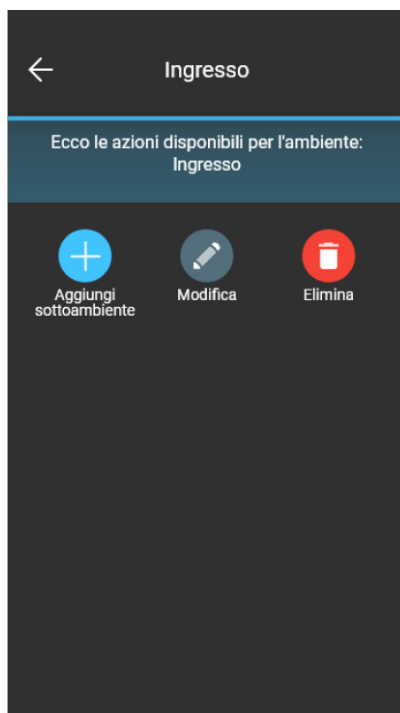 Ingresso
Ecco le azioni disponibili per l'ambiente:
Ingresso
Aggiungi
sottoambiente
Modifica
Elimina